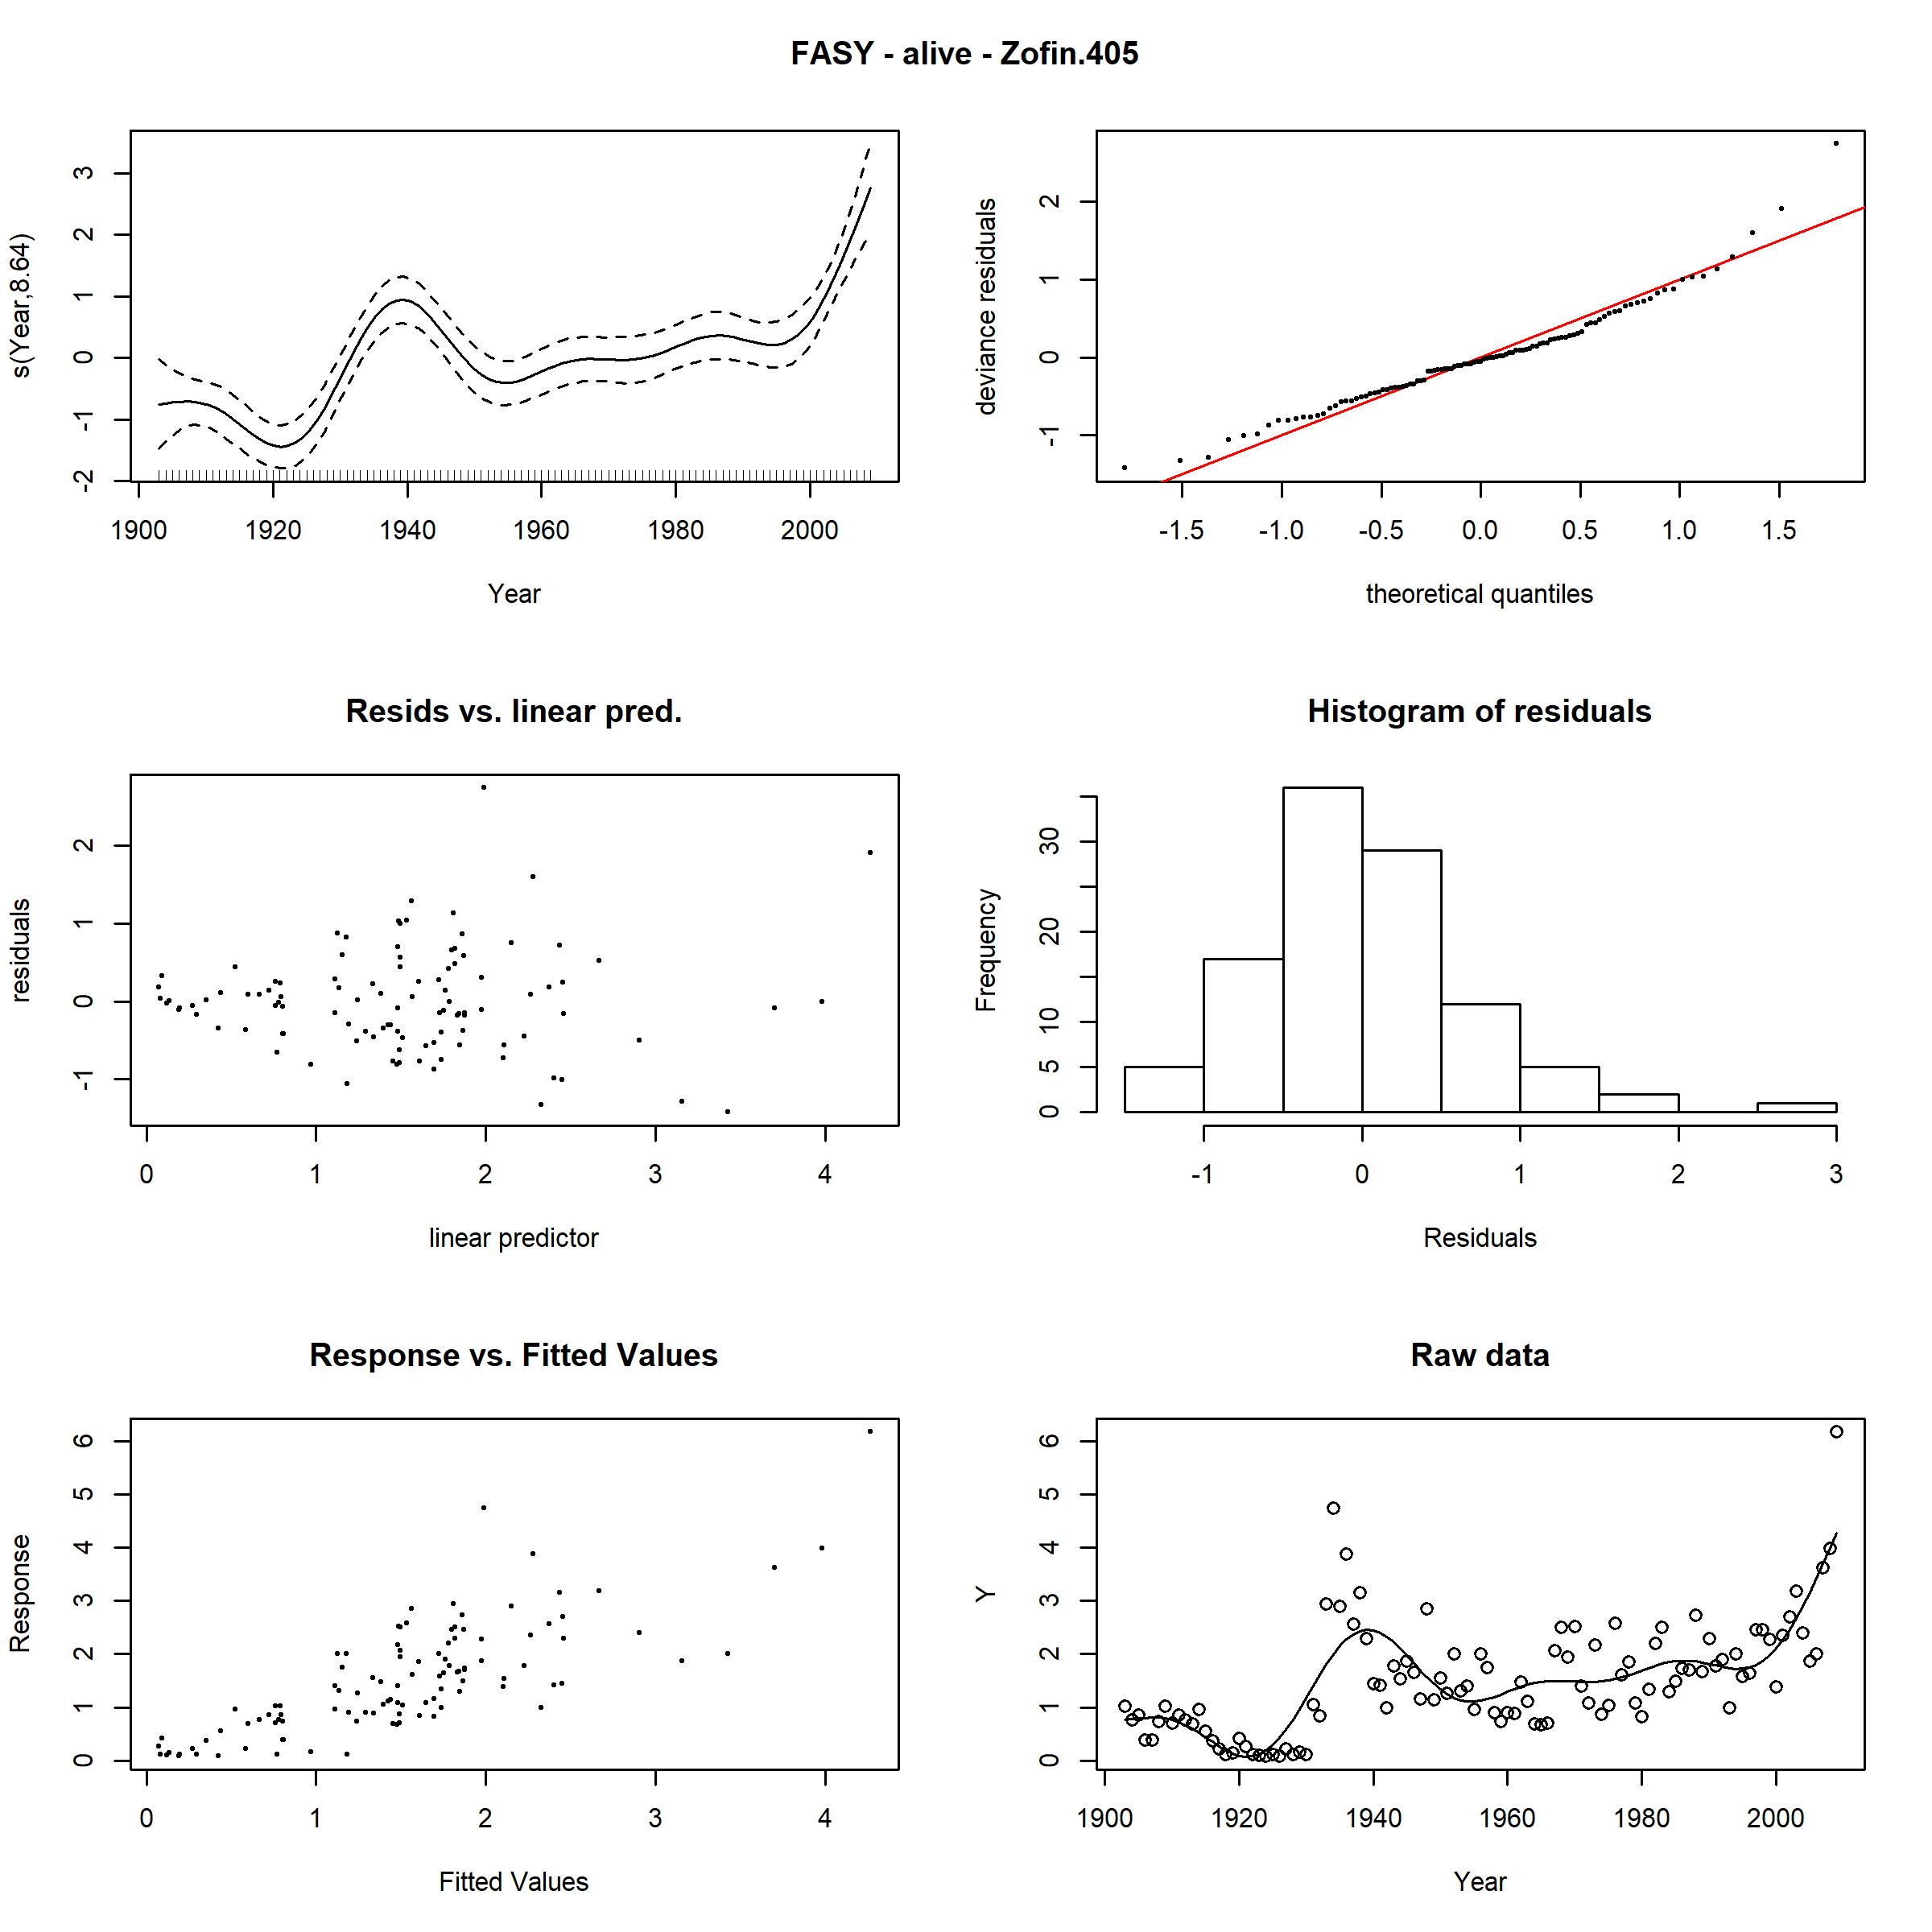 FASY - alive - Zofin.405
s(Year,8.64)
3
2
1
0
-1
-2
1900 1920 1940 1960 1980 2000
Year
deviance residuals
2
1
0
-1
-1.5 -1.0 -0.5 0.0 0.5 1.0 1.5
theoretical quantiles
Resids vs. linear pred.
residuals
2
1
0
-1
0 1 2 3 4
linear predictor
Histogram of residuals
Frequency
30
20
10
5
0
-1 0 1 2 3
Residuals
Response vs. Fitted Values
Response
6
5
4
3
2
1
0
0 1 2 3 4
Fitted Values
Raw data
Y
6
5
4
3
2
1
0
1900 1920 1940 1960 1980 2000
Year